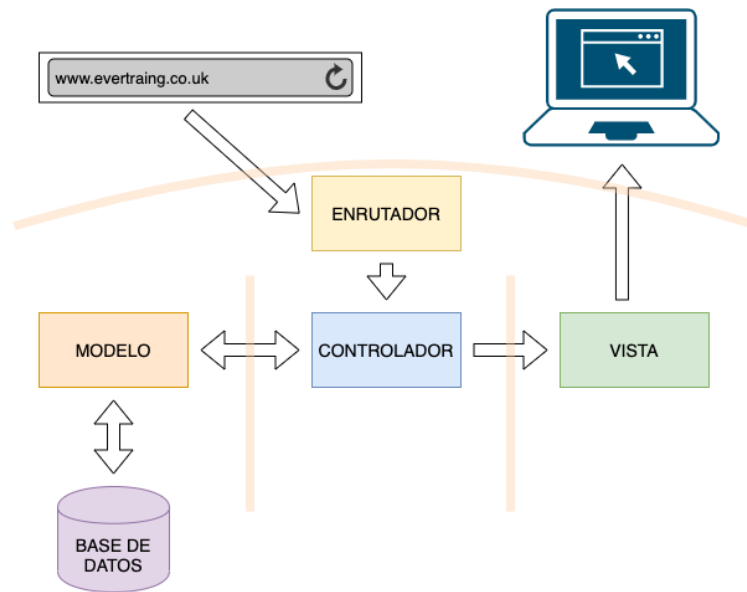 www.evertraing.co.uk
ENRUTADOR
MODELO
CONTROLADOR
VISTA
BASE DE
DATOS